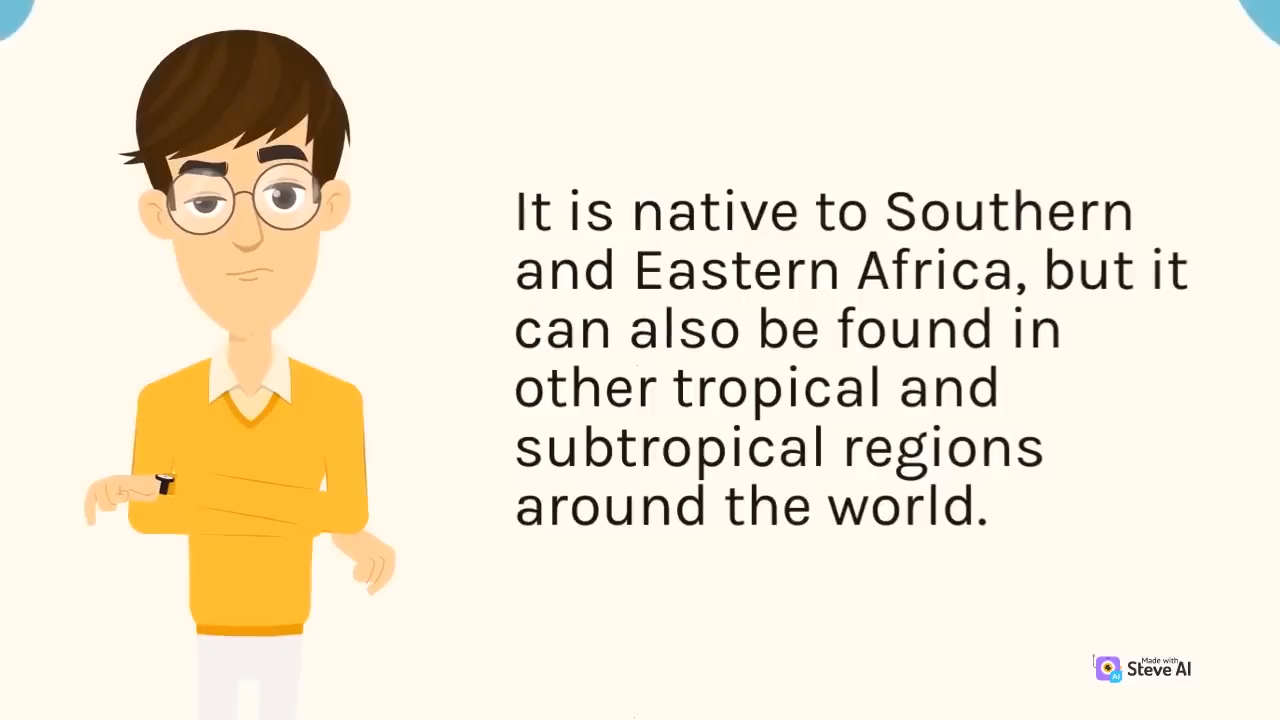 It is native to Southern
and Eastern Africa, but it
can also be found in
other tropical and
subtropical regions
around the world.
Made with
Steve AI
AI